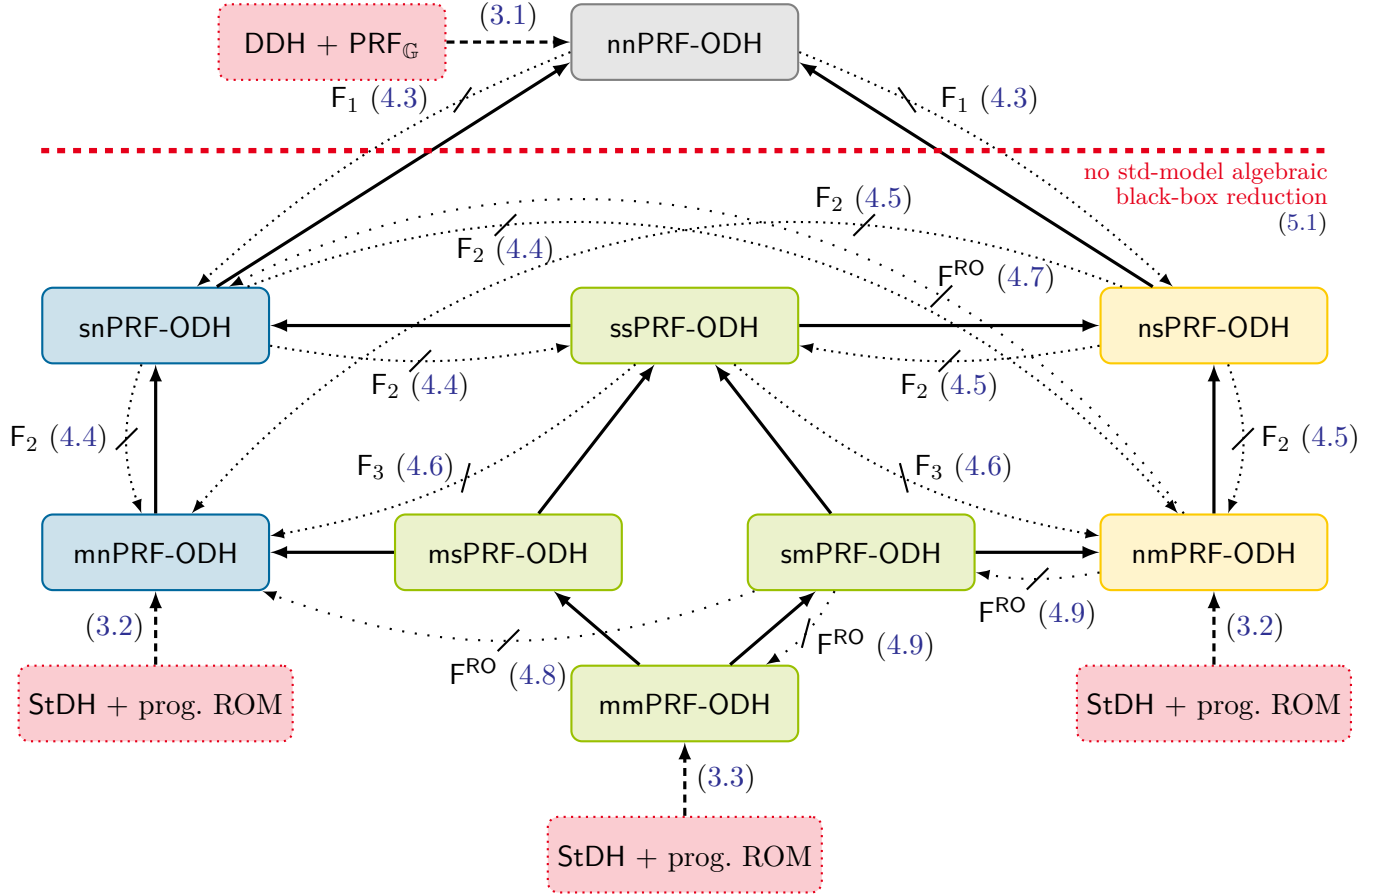 (3.1)
DDH + PRF𝔾
nnPRF-ODH
F₁ (4.3)
F₁ (4.3)
no std-model algebraic
black-box reduction
(5.1)
F₂ (4.5)
F₂ (4.4)
F^RO (4.7)
snPRF-ODH
ssPRF-ODH
nsPRF-ODH
F₂ (4.4)
F₂ (4.5)
F₂ (4.4)
F₂ (4.5)
F₃ (4.6)
F₃ (4.6)
mnPRF-ODH
msPRF-ODH
smPRF-ODH
nmPRF-ODH
(3.2)
F^RO (4.8)
F^RO (4.9)
F^RO (4.9)
(3.2)
StDH + prog. ROM
mmPRF-ODH
StDH + prog. ROM
(3.3)
StDH + prog. ROM